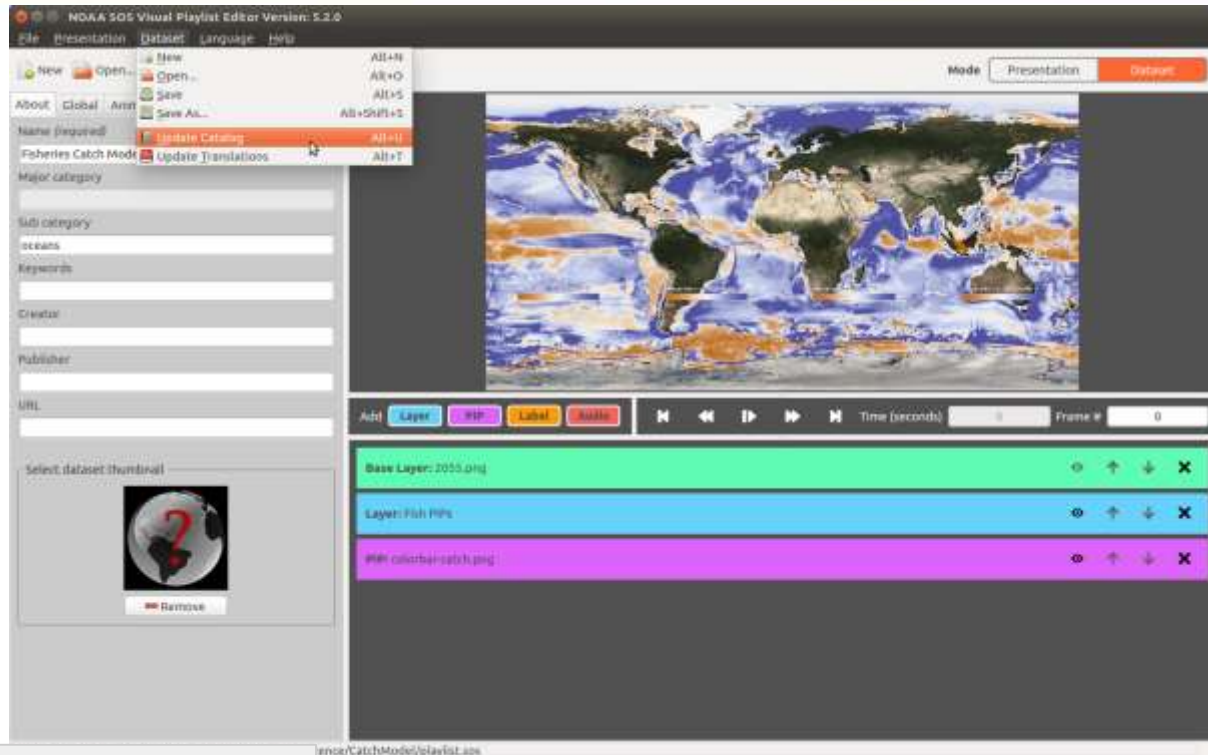 NOAA SOS Visual Playlist Editor Version: 5.2.0
File Presentation Dataset Language Help
New Open...
New Alt+N
Open... Alt+O
Save Alt+S
Save As... Alt+Shift+S
Update Catalog Alt+U
Update Translations Alt+T
Mode Presentation Dataset
About Global
Name (required)
Fisheries Catch Mode
Major category
Sub category
oceans
Keywords
Creator
Publisher
URL
Select dataset thumbnail
?
Remove
Add Layer PIP Label Audio Time (seconds) 0 Frame # 0
Base Layer: 2055.png
Layer: Fish PIPs
PIP: colorbar-catch.png
ence/CatchModel/playlist.sos